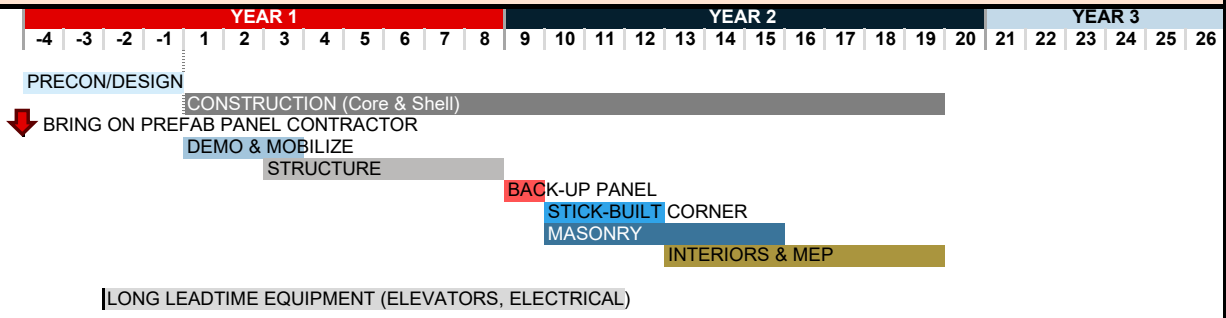 YEAR 1 YEAR 2 YEAR 3
-4 -3 -2 -1 1 2 3 4 5 6 7 8 9 10 11 12 13 14 15 16 17 18 19 20 21 22 23 24 25 26
PRECON/DESIGN
CONSTRUCTION (Core & Shell)
BRING ON PREFAB PANEL CONTRACTOR
DEMO & MOBILIZE
STRUCTURE
BACK-UP PANEL
STICK-BUILT CORNER
MASONRY
INTERIORS & MEP
LONG LEADTIME EQUIPMENT (ELEVATORS, ELECTRICAL)